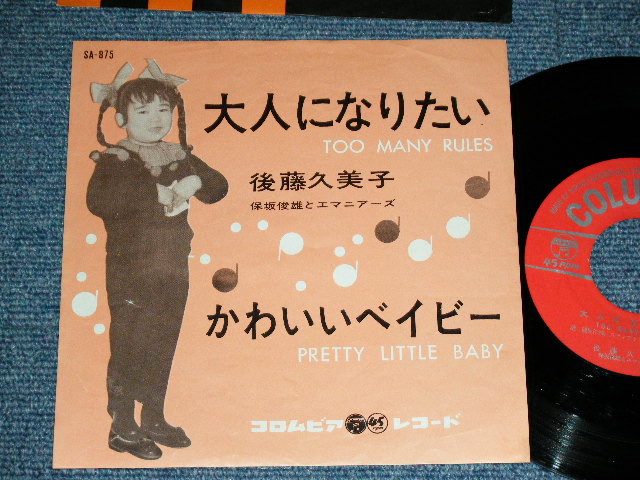 SA-875
大人になりたい
TOO MANY RULES
後藤久美子
保坂俊雄とエマニアーズ
かわいいベイビー
PRETTY LITTLE BABY
コロムビア 45 レコード
COLU
45 RPM